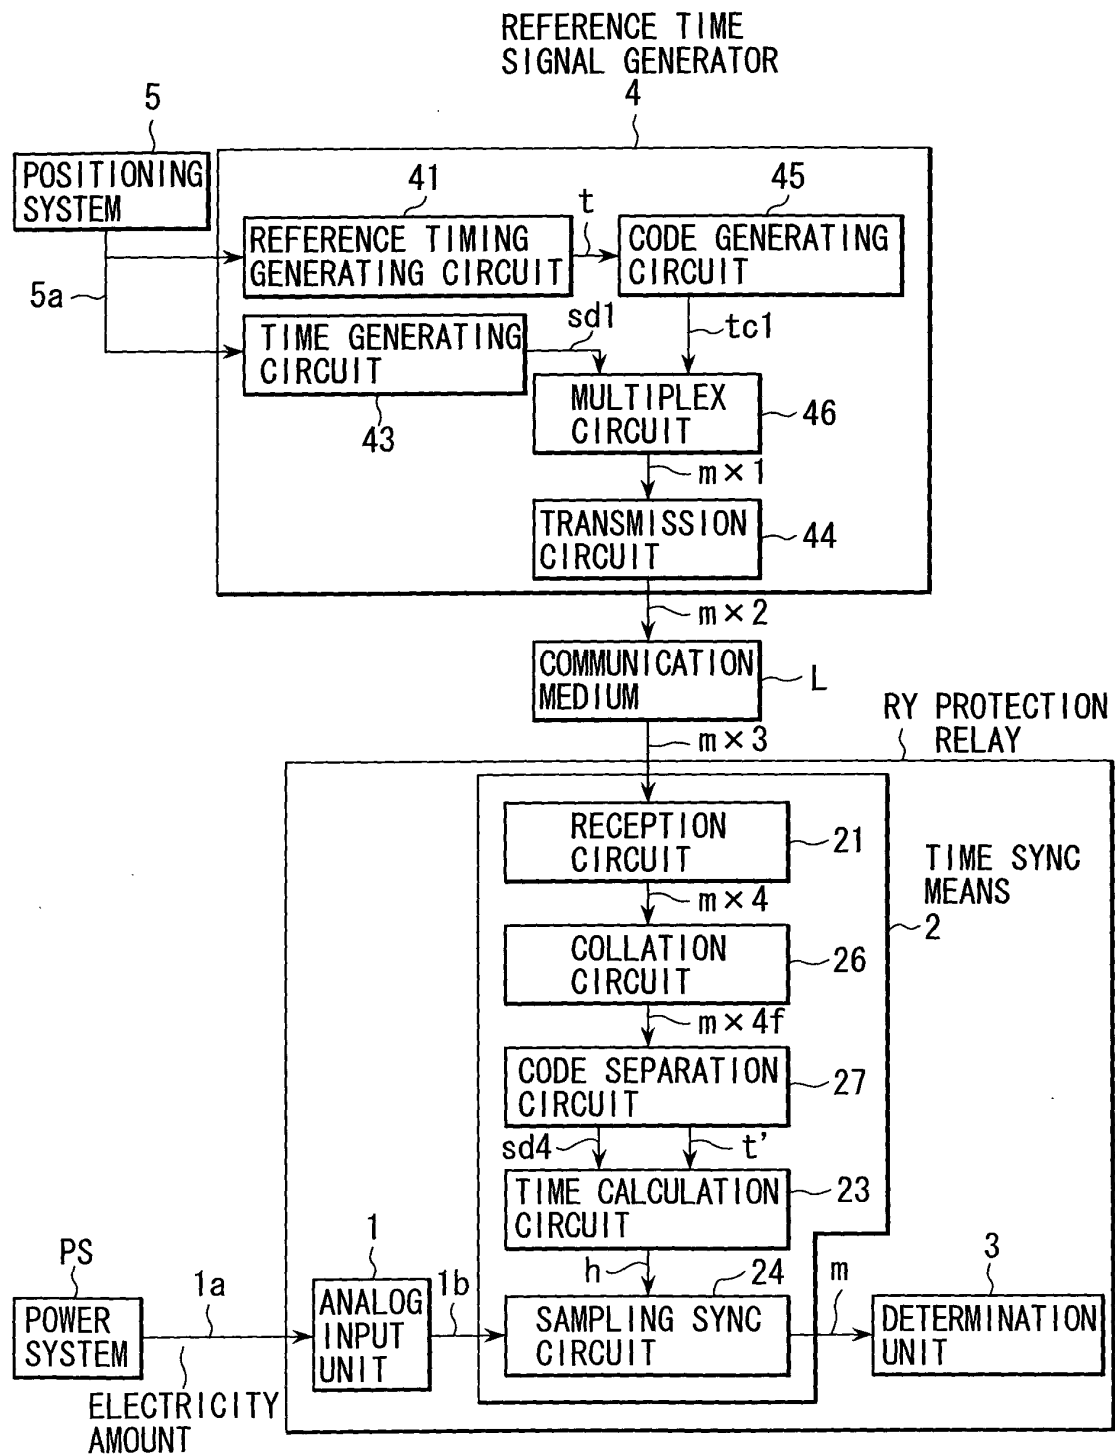 REFERENCE TIME
SIGNAL GENERATOR
4
5
POSITIONING
SYSTEM
5a
41
REFERENCE TIMING
GENERATING CIRCUIT
t
45
CODE GENERATING
CIRCUIT
TIME GENERATING
CIRCUIT
43
sd1
tc1
MULTIPLEX
CIRCUIT
46
m×1
TRANSMISSION
CIRCUIT
44
m×2
COMMUNICATION
MEDIUM
L
m×3
RY PROTECTION
RELAY
RECEPTION
CIRCUIT
21
TIME SYNC
MEANS
2
m×4
COLLATION
CIRCUIT
26
m×4f
CODE SEPARATION
CIRCUIT
27
sd4
t'
TIME CALCULATION
CIRCUIT
23
h
24
PS
POWER
SYSTEM
1a
ELECTRICITY
AMOUNT
1
ANALOG
INPUT
UNIT
1b
SAMPLING SYNC
CIRCUIT
m
3
DETERMINATION
UNIT